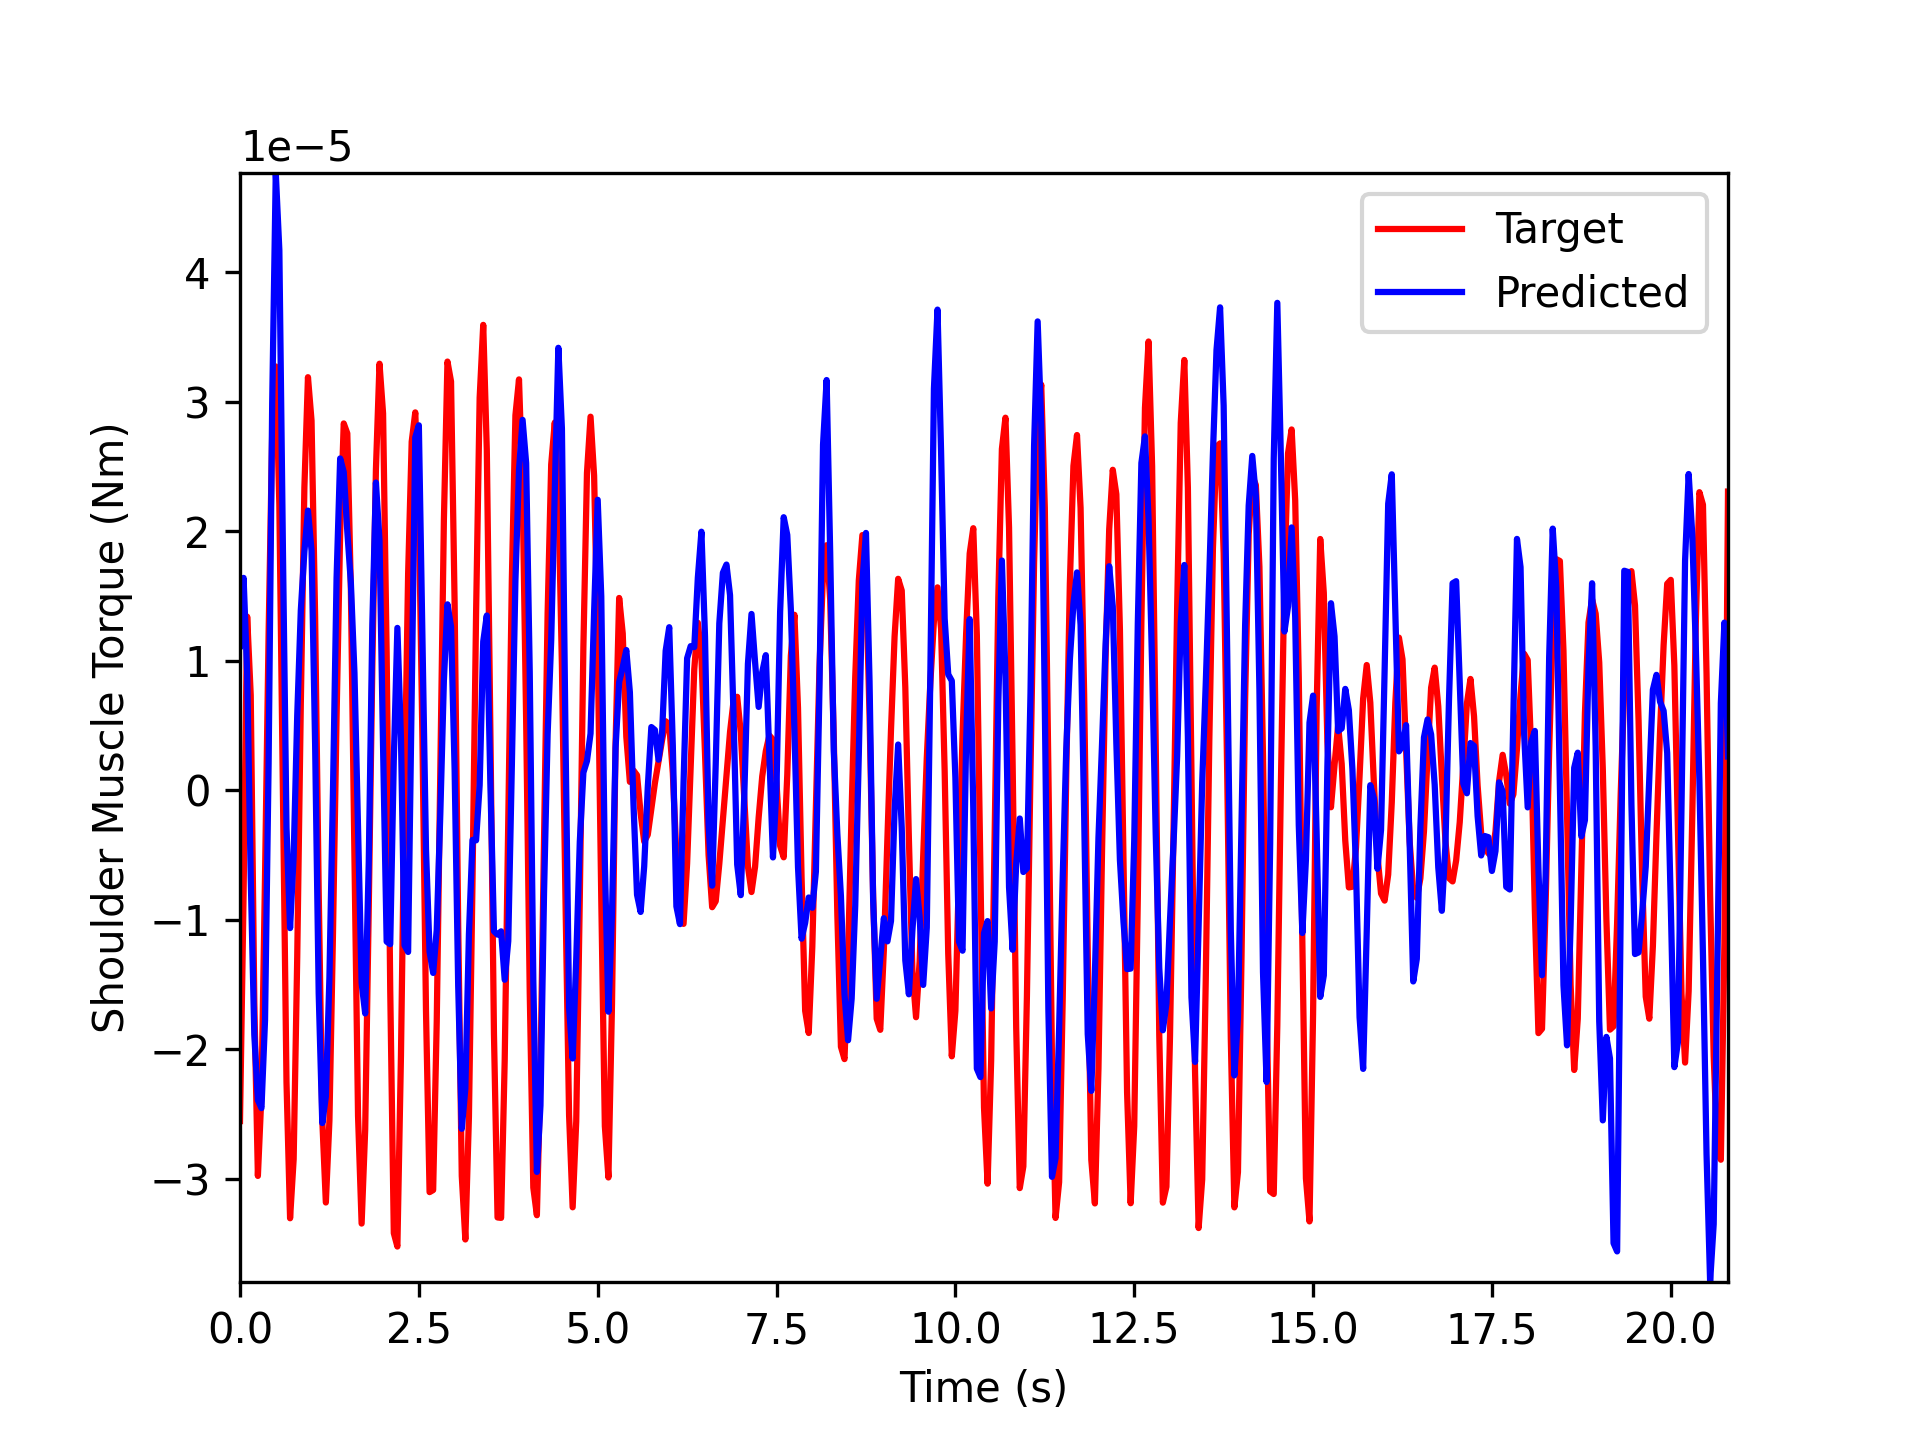 1e−5
Target
Predicted
4
3
2
1
0
−1
−2
−3
Shoulder Muscle Torque (Nm)
0.0 2.5 5.0 7.5 10.0 12.5 15.0 17.5 20.0
Time (s)